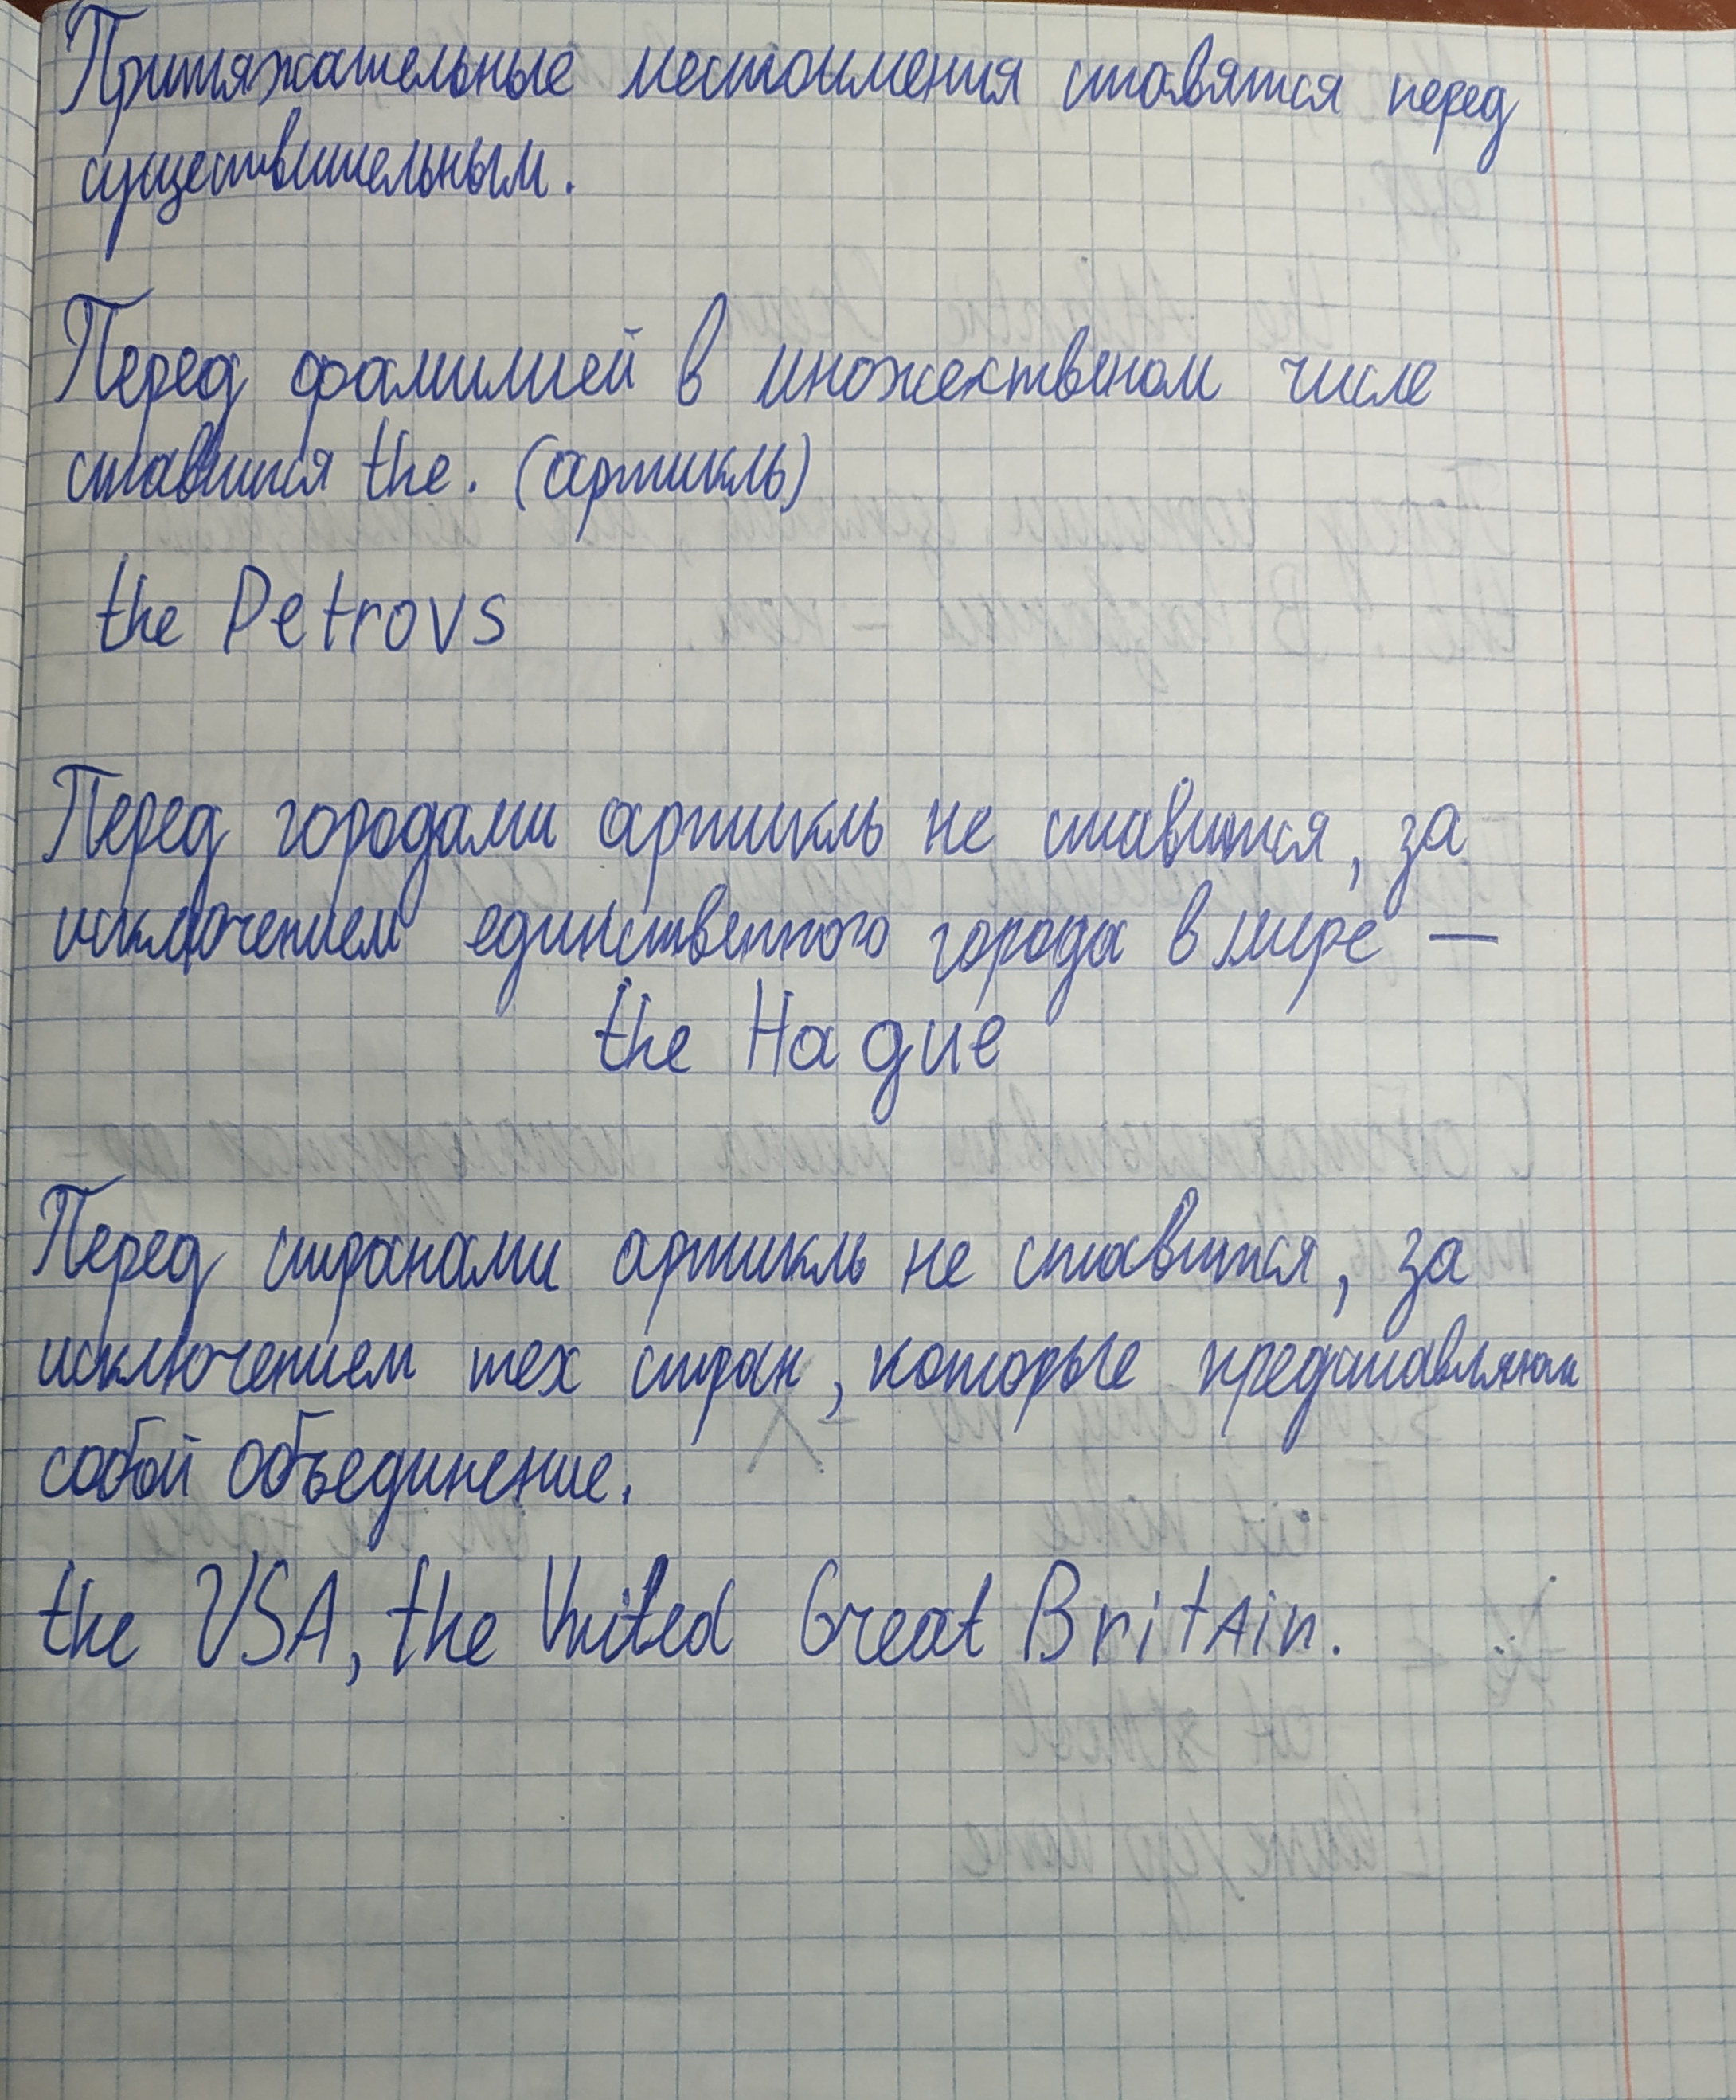 Притяжательные местоимения ставятся перед
существительным.
Перед фамилией в множественом числе
ставится the. (артикль)
the Petrovs
Перед городами артикль не ставится, за
исключением единственного города в мире —
the Hague
Перед странами артикль не ставится, за
исключением тех стран, которые представляют
собой объединение.
the USA, the United Great Britain.